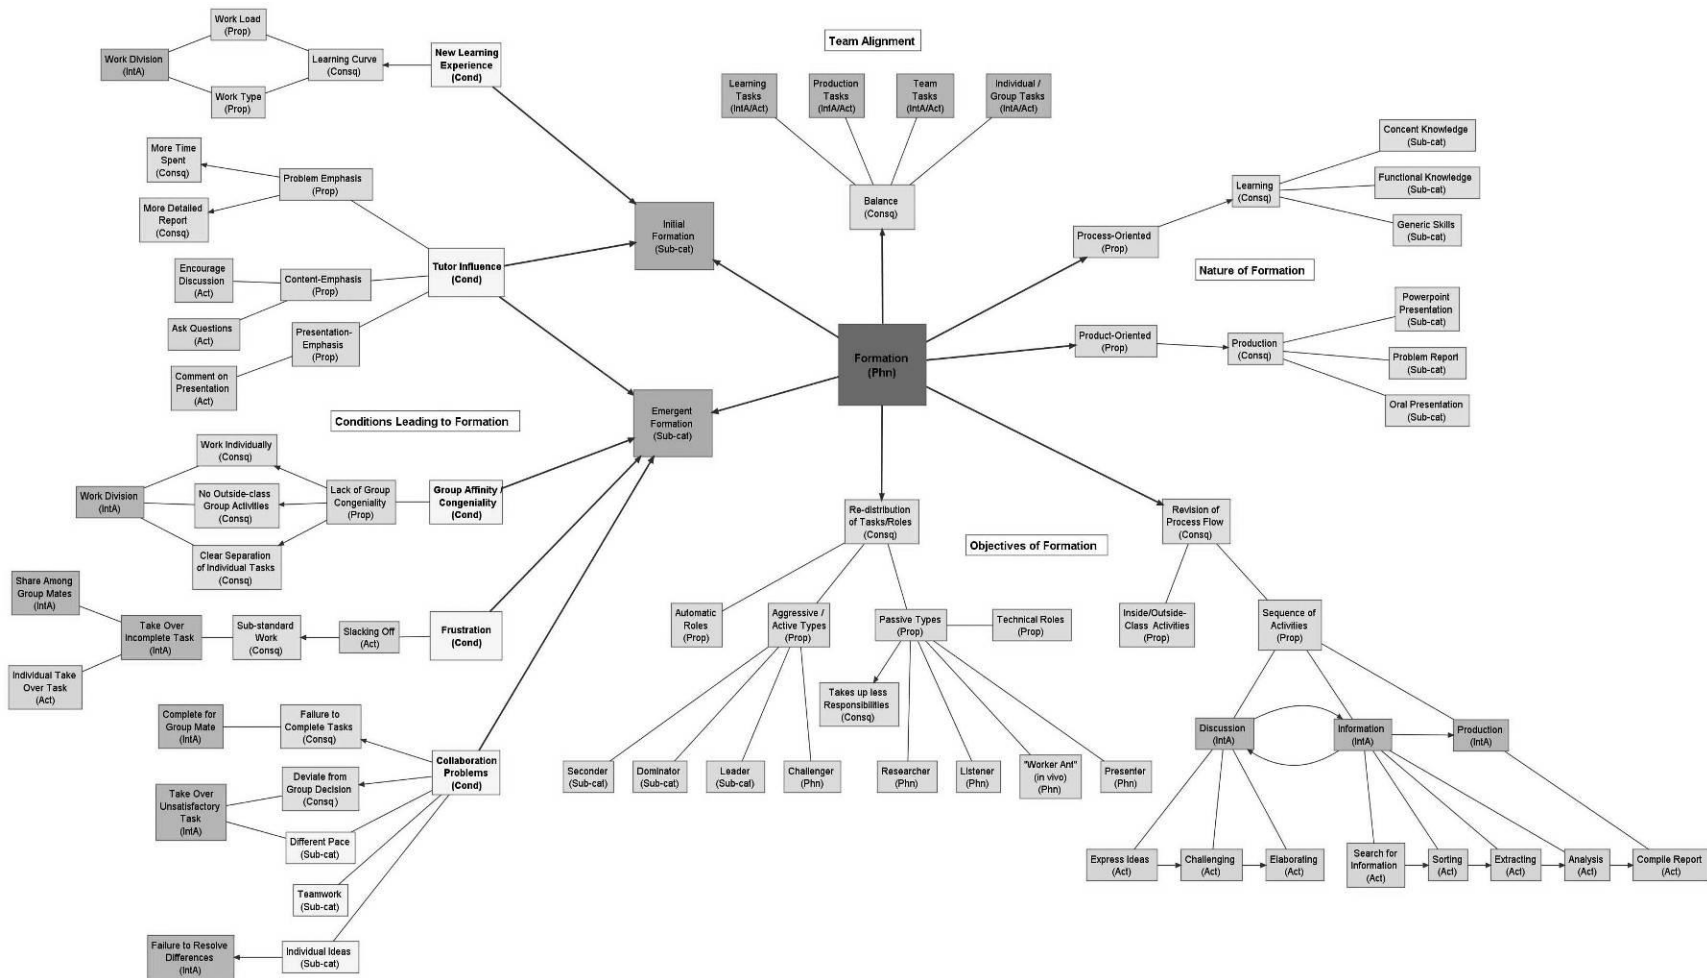 Work Load
(Prop)
Work Division
(IntA)
Learning Curve
(Consq)
New Learning
Experience
(Cond)
Work Type
(Prop)
Team Alignment
Learning
Tasks
(IntA/Act)
Production
Tasks
(IntA/Act)
Team
Tasks
(IntA/Act)
Individual /
Group Tasks
(IntA/Act)
Balance
(Consq)
More Time
Spent
(Consq)
Problem Emphasis
(Prop)
More Detailed
Report
(Consq)
Encourage
Discussion
(Act)
Content-Emphasis
(Prop)
Tutor Influence
(Cond)
Ask Questions
(Act)
Presentation-
Emphasis
(Prop)
Comment on
Presentation
(Act)
Initial
Formation
(Sub-cat)
Formation
(Phn)
Emergent
Formation
(Sub-cat)
Conditions Leading to Formation
Concent Knowledge
(Sub-cat)
Learning
(Consq)
Functional Knowledge
(Sub-cat)
Generic Skills
(Sub-cat)
Process-Oriented
(Prop)
Nature of Formation
Powerpoint
Presentation
(Sub-cat)
Product-Oriented
(Prop)
Production
(Consq)
Problem Report
(Sub-cat)
Oral Presentation
(Sub-cat)
Work Individually
(Consq)
Work Division
(IntA)
No Outside-class
Group Activities
(Consq)
Lack of Group
Congeniality
(Prop)
Group Affinity /
Congeniality
(Cond)
Clear Separation
of Individual Tasks
(Consq)
Share Among
Group Mates
(IntA)
Take Over
Incomplete Task
(IntA)
Sub-standard
Work
(Consq)
Slacking Off
(Act)
Frustration
(Cond)
Individual Take
Over Task
(Act)
Complete for
Group Mate
(IntA)
Failure to
Complete Tasks
(Consq)
Collaboration
Problems
(Cond)
Deviate from
Group Decision
(Consq)
Take Over
Unsatisfactory
Task
(IntA)
Different Pace
(Sub-cat)
Teamwork
(Sub-cat)
Failure to Resolve
Differences
(IntA)
Individual Ideas
(Sub-cat)
Re-distribution
of Tasks/Roles
(Consq)
Objectives of Formation
Revision of
Process Flow
(Consq)
Automatic
Roles
(Prop)
Aggressive /
Active Types
(Prop)
Passive Types
(Prop)
Technical Roles
(Prop)
Takes up less
Responsibilities
(Consq)
Seconder
(Sub-cat)
Dominator
(Sub-cat)
Leader
(Sub-cat)
Challenger
(Phn)
Researcher
(Phn)
Listener
(Phn)
"Worker Ant"
(in vivo)
(Phn)
Presenter
(Phn)
Inside/Outside-
Class Activities
(Prop)
Sequence of
Activities
(Prop)
Discussion
(IntA)
Information
(IntA)
Production
(IntA)
Express Ideas
(Act)
Challenging
(Act)
Elaborating
(Act)
Search for
Information
(Act)
Sorting
(Act)
Extracting
(Act)
Analysis
(Act)
Compile Report
(Act)